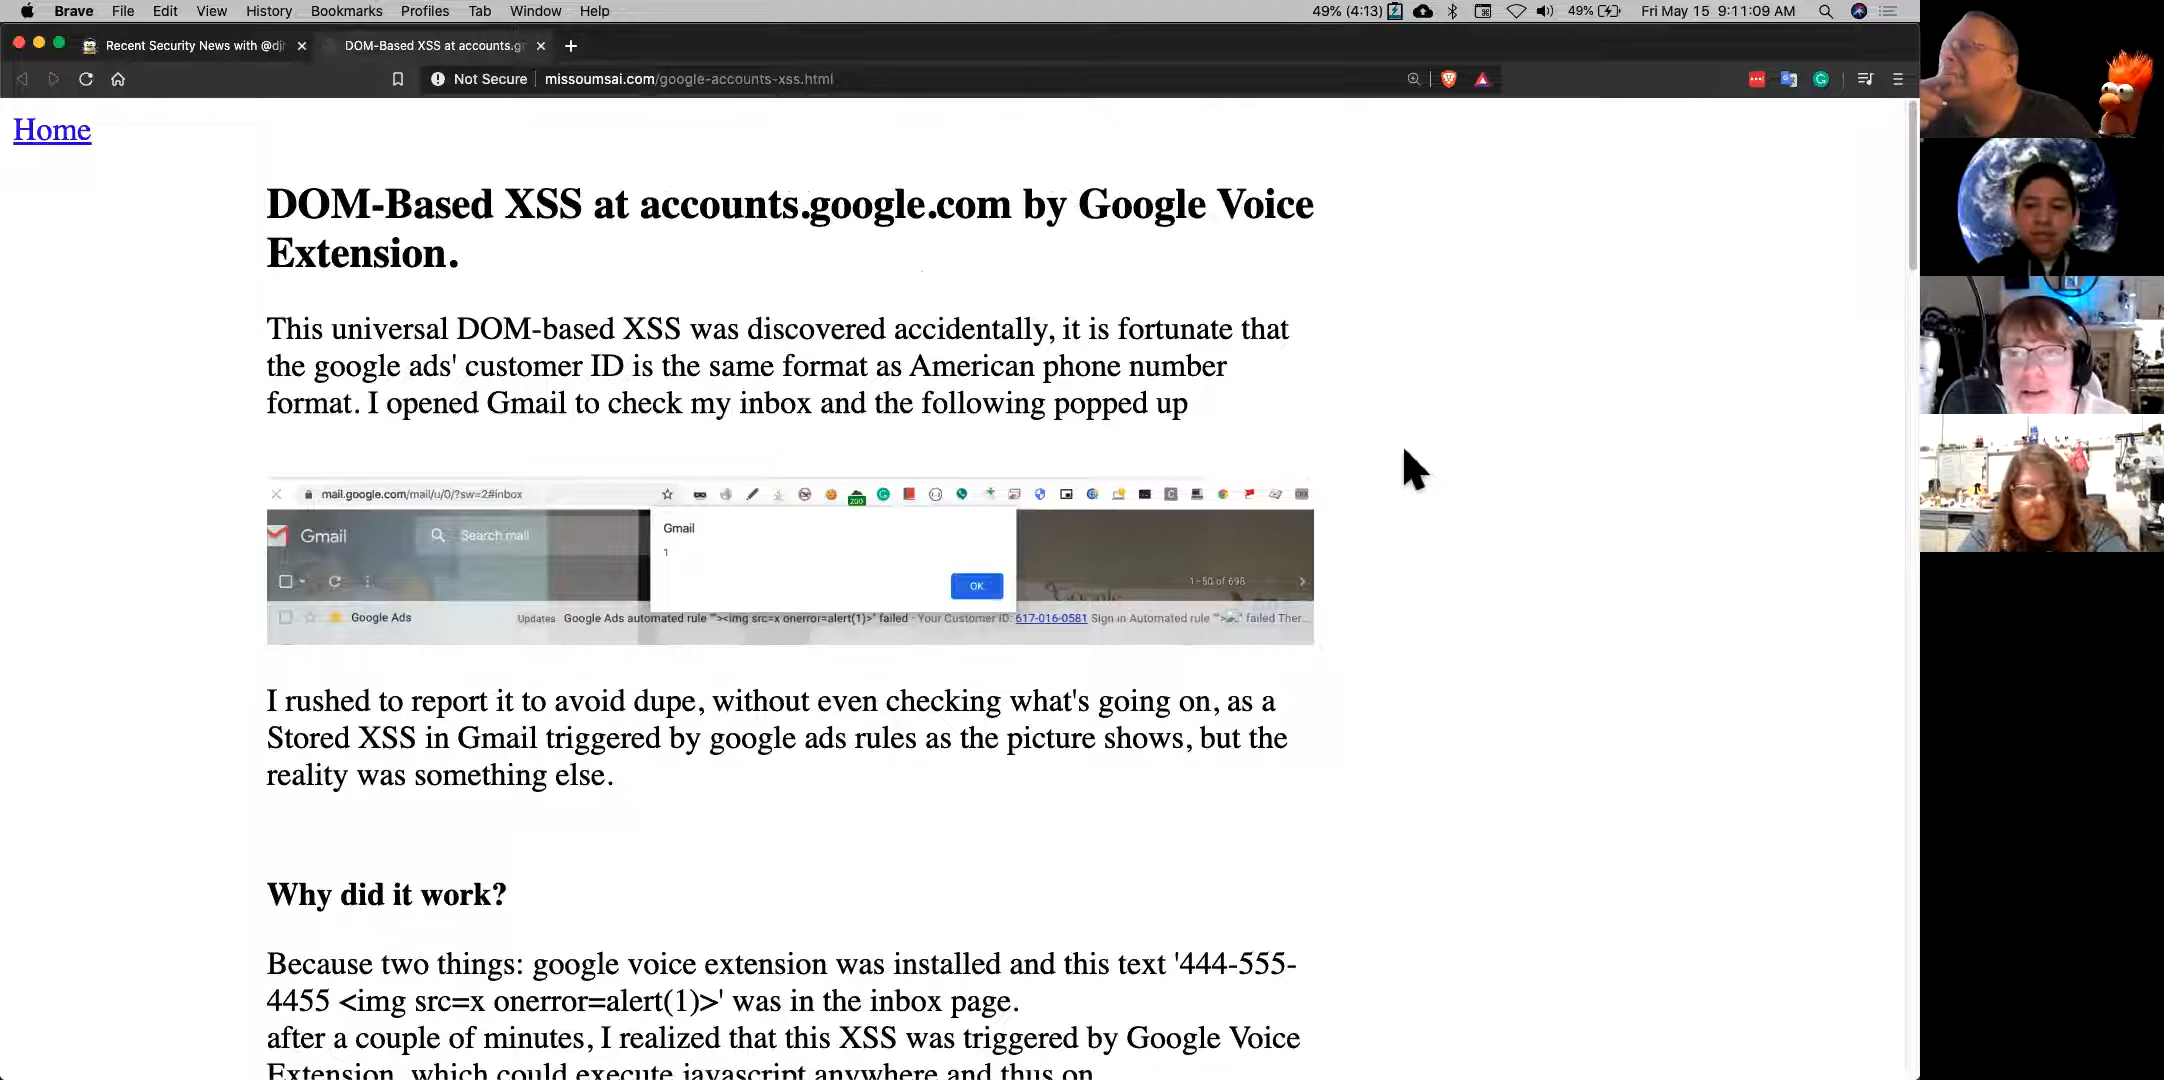 Brave File Edit View History Bookmarks Profiles Tab Window Help 49% (4:13) 49% Fri May 15 9:11:09 AM
Recent Security News with @dj
DOM-Based XSS at accounts.g
Not Secure missoumsai.com/google-accounts-xss.html
Home
DOM-Based XSS at accounts.google.com by Google Voice
Extension.
This universal DOM-based XSS was discovered accidentally, it is fortunate that
the google ads' customer ID is the same format as American phone number
format. I opened Gmail to check my inbox and the following popped up
mail.google.com/mail/u/0/?sw=2#inbox
200
Gmail
1
OK
Gmail Search mail
1-50 of 698
Google Ads Updates Google Ads automated rule '"><img src=x onerror=alert(1)>' failed - Your Customer ID: 617-016-0581 Sign in Automated rule '"> ' failed Ther...
I rushed to report it to avoid dupe, without even checking what's going on, as a
Stored XSS in Gmail triggered by google ads rules as the picture shows, but the
reality was something else.
Why did it work?
Because two things: google voice extension was installed and this text '444-555-
4455 <img src=x onerror=alert(1)>' was in the inbox page.
after a couple of minutes, I realized that this XSS was triggered by Google Voice
Extension, which could execute javascript anywhere and thus on